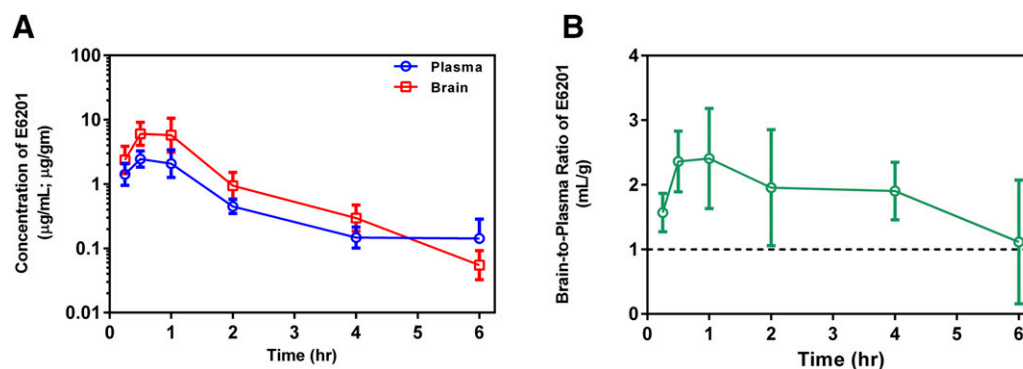 A
Concentration of E6201
(µg/mL; µg/gm)
100
10
1
0.1
0.01
Plasma
Brain
0
1
2
3
4
5
6
Time (hr)
B
Brain-to-Plasma Ratio of E6201
(mL/g)
4
3
2
1
0
0
1
2
3
4
5
6
Time (hr)